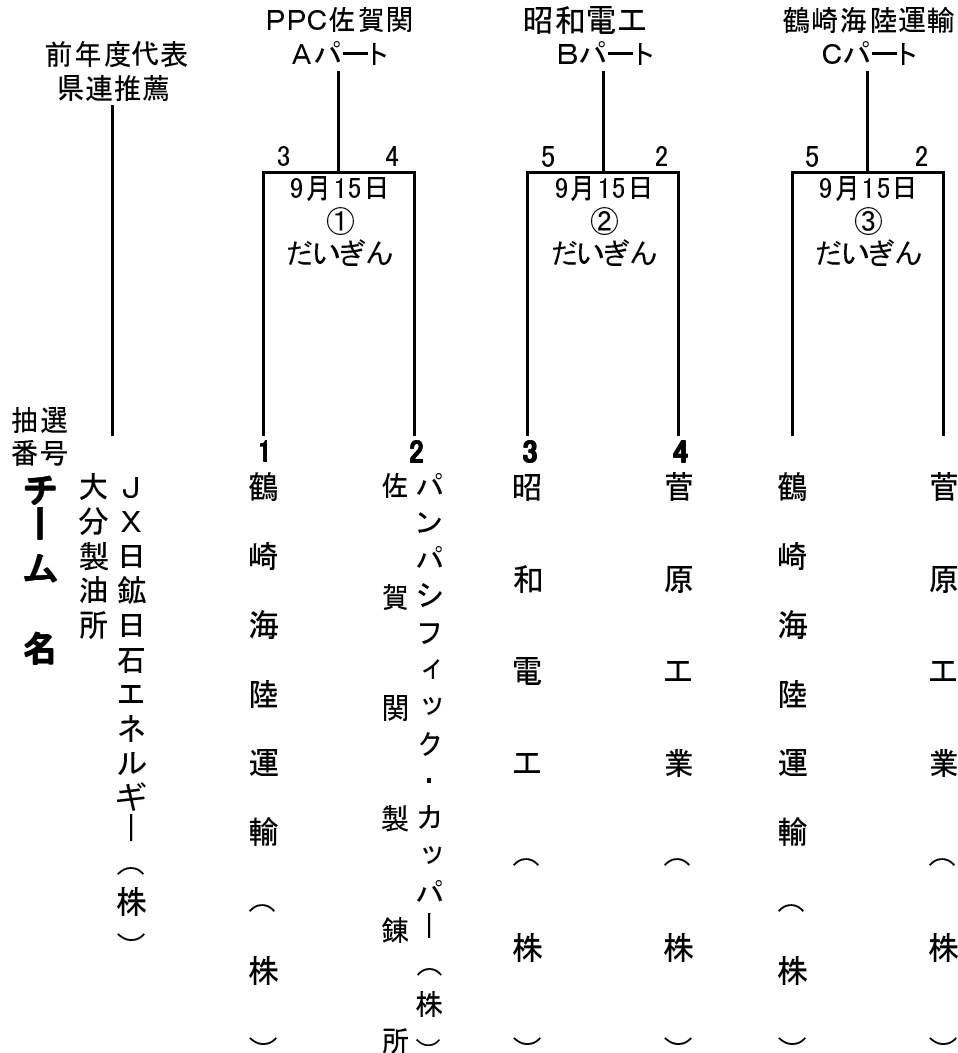 前年度代表
県連推薦
PPC佐賀関
Aパート
昭和電工
Bパート
鶴崎海陸運輸
Cパート
3 4
9月15日
①
だいぎん
5 2
9月15日
②
だいぎん
5 2
9月15日
③
だいぎん
抽選
番号
1 2 3 4
チーム 名
JX日鉱日石エネルギー(株)
大分製油所
鶴崎海陸運輸(株)
パンパシフィック・カッパー(株)
佐賀関製錬所
昭和電工(株)
菅原工業(株)
鶴崎海陸運輸(株)
菅原工業(株)